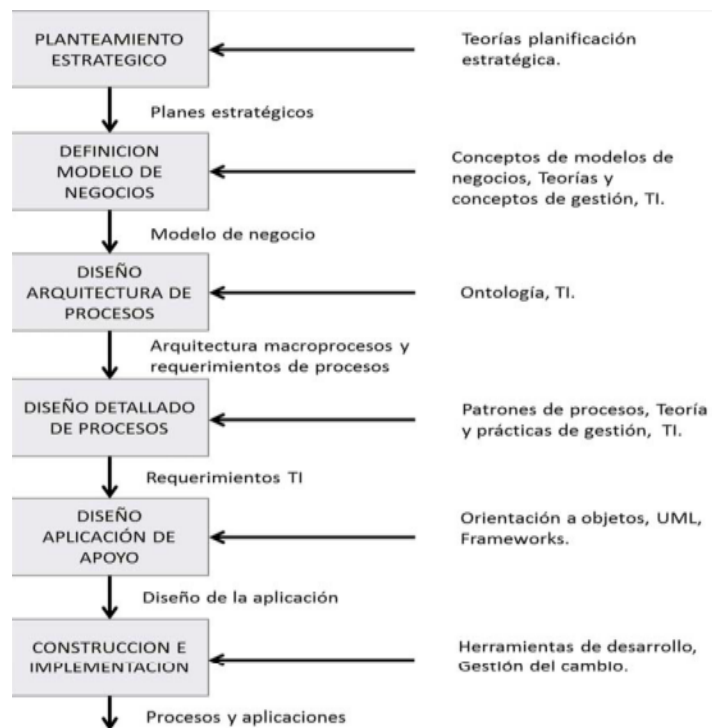 PLANTEAMIENTO
ESTRATEGICO
Teorías planificación
estratégica.
Planes estratégicos
DEFINICION
MODELO DE
NEGOCIOS
Conceptos de modelos de
negocios, Teorías y
conceptos de gestión, TI.
Modelo de negocio
DISEÑO
ARQUITECTURA DE
PROCESOS
Ontología, TI.
Arquitectura macroprocesos y
requerimientos de procesos
DISEÑO DETALLADO
DE PROCESOS
Patrones de procesos, Teoría
y prácticas de gestión, TI.
Requerimientos TI
DISEÑO
APLICACIÓN DE
APOYO
Orientación a objetos, UML,
Frameworks.
Diseño de la aplicación
CONSTRUCCION E
IMPLEMENTACIÓN
Herramientas de desarrollo,
Gestión del cambio.
Procesos y aplicaciones